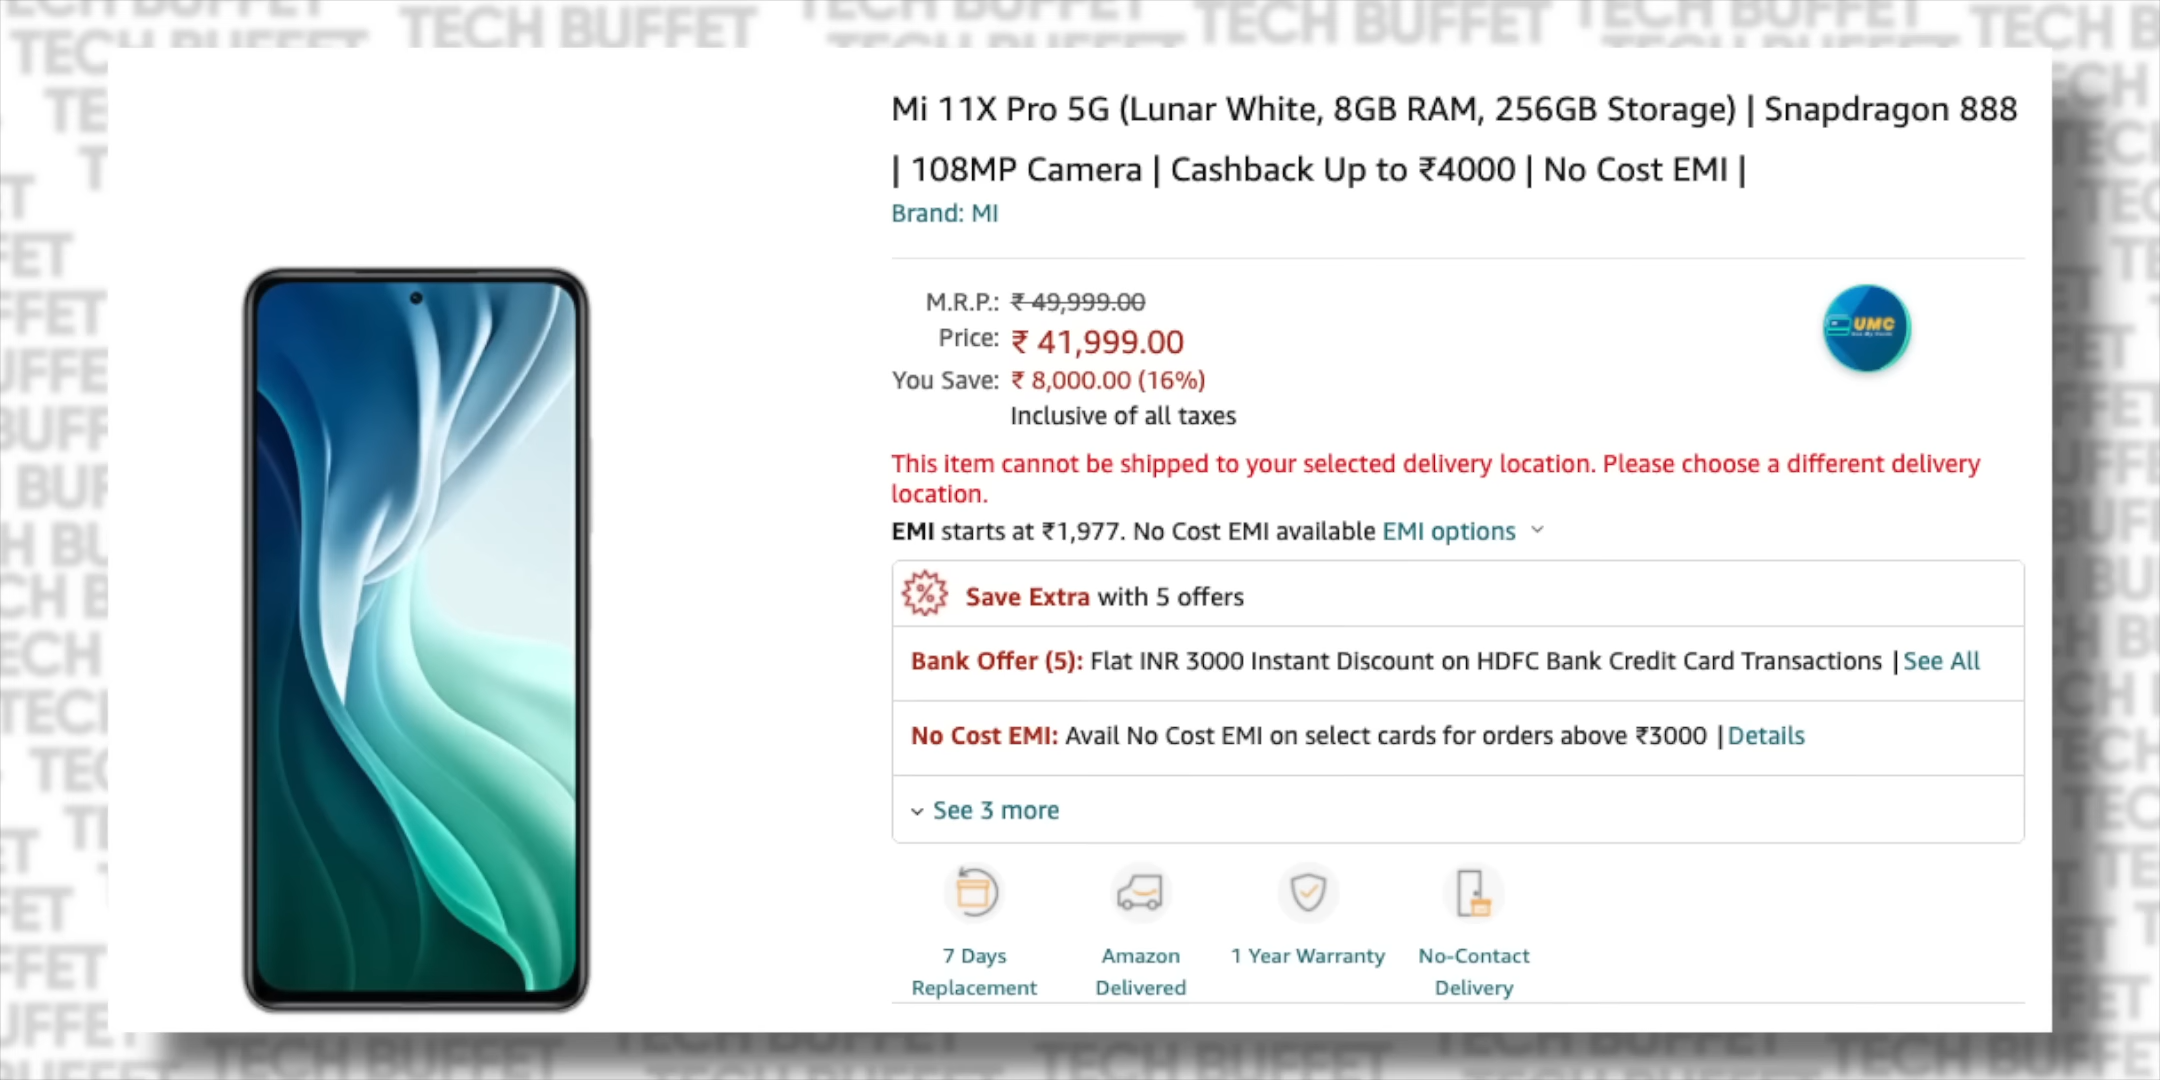 TECH BUFFET
TECH BUFFET
TECH BUFFET
Mi 11X Pro 5G (Lunar White, 8GB RAM, 256GB Storage) | Snapdragon 888
| 108MP Camera | Cashback Up to ₹4000 | No Cost EMI |
Brand: MI
M.R.P.: ₹ 49,999.00
Price: ₹ 41,999.00
UMC
You Save: ₹ 8,000.00 (16%)
Inclusive of all taxes
This item cannot be shipped to your selected delivery location. Please choose a different delivery
location.
EMI starts at ₹1,977. No Cost EMI available EMI options
Save Extra with 5 offers
Bank Offer (5): Flat INR 3000 Instant Discount on HDFC Bank Credit Card Transactions | See All
No Cost EMI: Avail No Cost EMI on select cards for orders above ₹3000 | Details
See 3 more
7 Days
Replacement
Amazon
Delivered
1 Year Warranty
No-Contact
Delivery